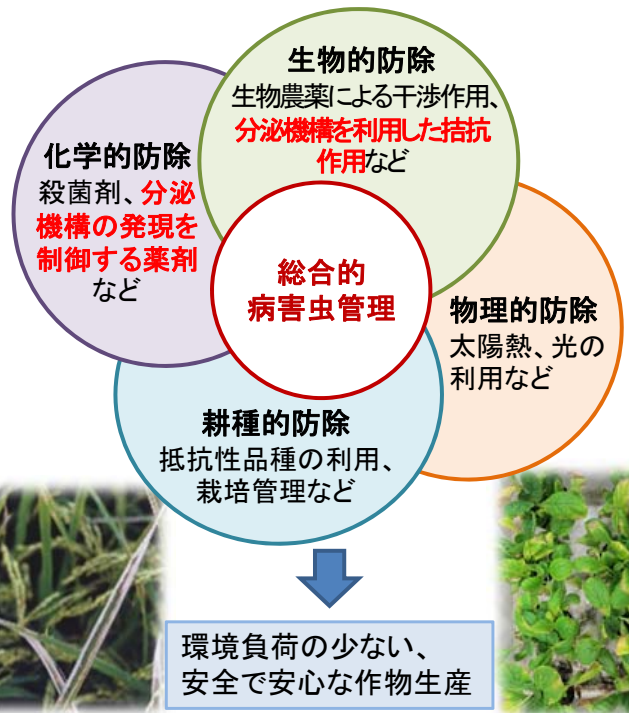 生物的防除
生物農薬による干渉作用、
分泌機構を利用した拮抗
作用など
化学的防除
殺菌剤、分泌
機構の発現を
制御する薬剤
など
総合的
病害虫管理
物理的防除
太陽熱、光の
利用など
耕種的防除
抵抗性品種の利用、
栽培管理など
環境負荷の少ない、
安全で安心な作物生産